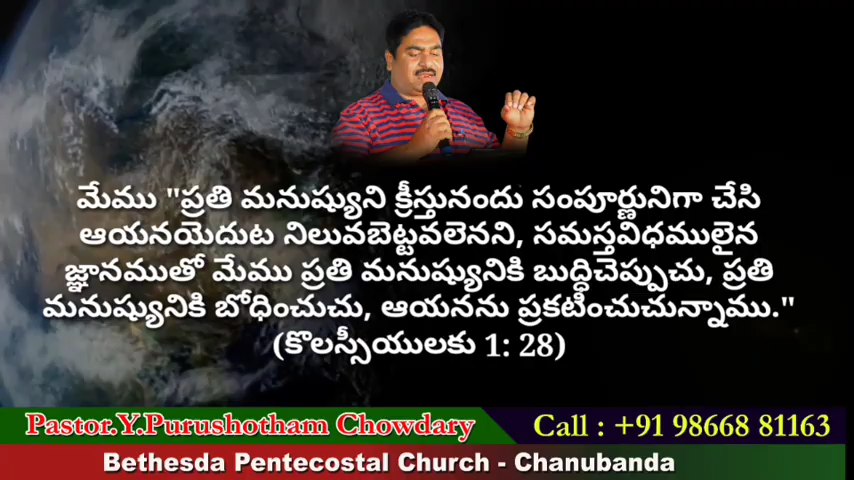 మేము "ప్రతి మనుష్యుని క్రీస్తునందు సంపూర్ణునిగా చేసి
ఆయనయెదుట నిలువబెట్టవలెనని, సమస్తవిధములైన
జ్ఞానముతో మేము ప్రతి మనుష్యునికి బుద్ధిచెప్పుచు, ప్రతి
మనుష్యునికి బోధించుచు, ఆయనను ప్రకటించుచున్నాము."
(కొలస్సీయులకు 1: 28)
Pastor.Y.Purushotham Chowdary
Call : +91 98668 81163
Bethesda Pentecostal Church - Chanubanda